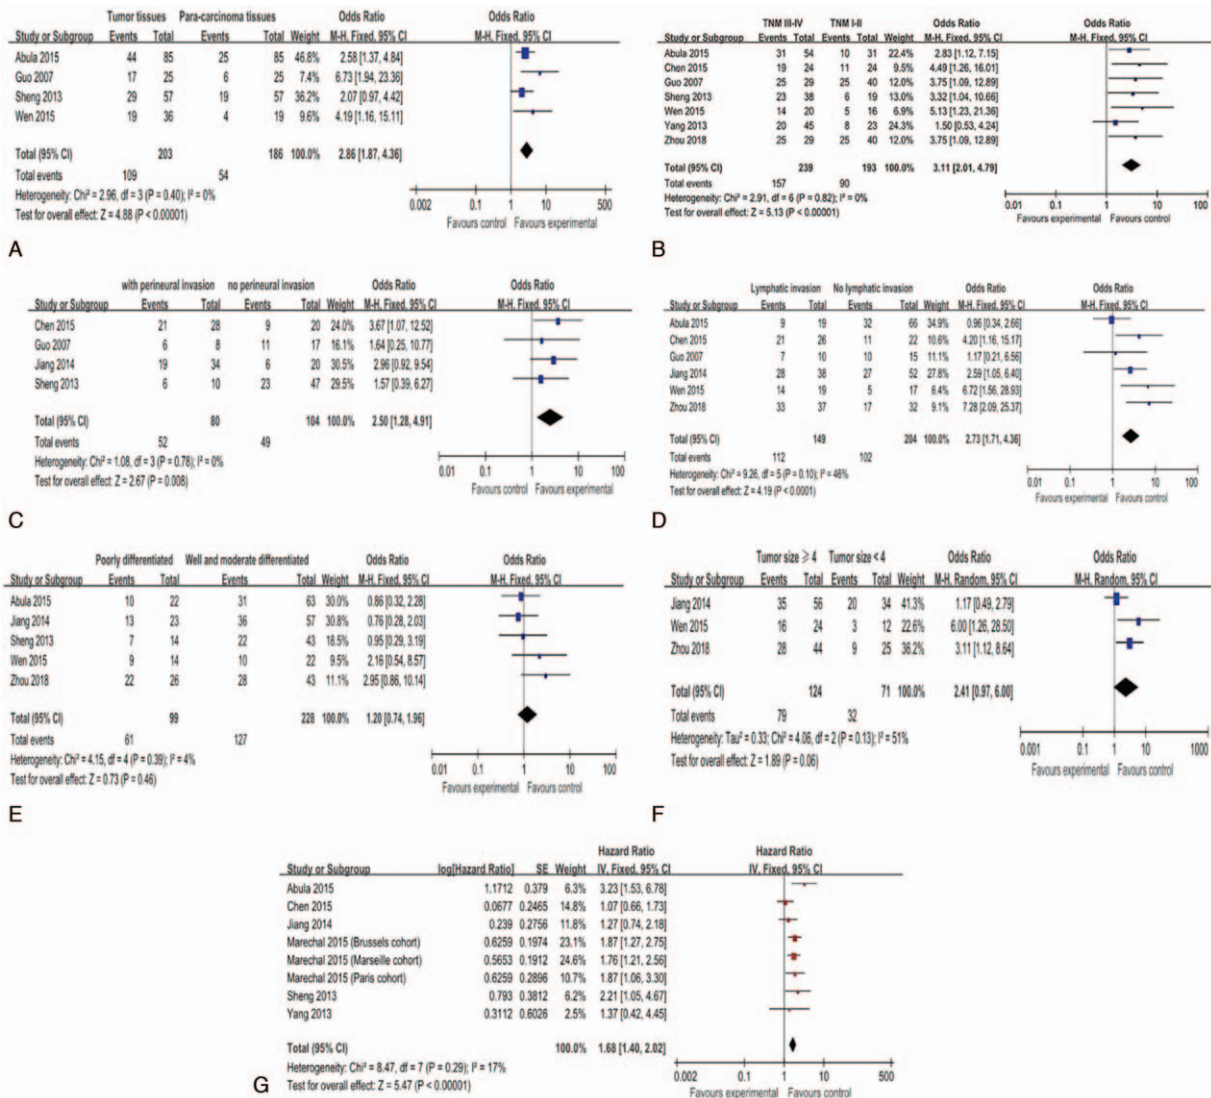 Tumor tissues Para-carcinoma tissues Odds Ratio Odds Ratio
Study or Subgroup Events Total Events Total Weight M-H, Fixed, 95% CI M-H, Fixed, 95% CI
Abula 2015 44 85 25 85 46.8% 2.58 [1.37, 4.84]
Guo 2007 17 25 6 25 7.4% 6.73 [1.94, 23.36]
Sheng 2013 29 57 19 57 36.2% 2.07 [0.97, 4.42]
Wen 2015 19 36 4 19 9.6% 4.19 [1.16, 15.11]
Total (95% CI) 203 186 100.0% 2.86 [1.87, 4.36]
Total events 109 54
Heterogeneity: Chi² = 2.96, df = 3 (P = 0.40); I² = 0%
Test for overall effect: Z = 4.88 (P < 0.00001)
0.002 0.1 1 10 500
Favours control Favours experimental
A
TNM III-IV TNM I-II Odds Ratio Odds Ratio
Study or Subgroup Events Total Events Total Weight M-H, Fixed, 95% CI M-H, Fixed, 95% CI
Abula 2015 31 54 10 31 22.4% 2.83 [1.12, 7.15]
Chen 2015 19 24 11 24 9.5% 4.49 [1.26, 16.01]
Guo 2007 25 29 25 40 12.0% 3.75 [1.09, 12.89]
Sheng 2013 23 38 6 19 13.0% 3.32 [1.04, 10.66]
Wen 2015 14 20 5 16 6.9% 5.13 [1.23, 21.36]
Yang 2013 20 45 8 23 24.3% 1.50 [0.53, 4.24]
Zhou 2018 25 29 25 40 12.0% 3.75 [1.09, 12.89]
Total (95% CI) 239 193 100.0% 3.11 [2.01, 4.79]
Total events 157 90
Heterogeneity: Chi² = 2.91, df = 6 (P = 0.82); I² = 0%
Test for overall effect: Z = 5.13 (P < 0.00001)
0.01 0.1 1 10 100
Favours experimental Favours control
B
with perineural invasion no perineural invasion Odds Ratio Odds Ratio
Study or Subgroup Events Total Events Total Weight M-H, Fixed, 95% CI M-H, Fixed, 95% CI
Chen 2015 21 28 9 20 24.0% 3.67 [1.07, 12.52]
Guo 2007 6 8 11 17 16.1% 1.64 [0.25, 10.77]
Jiang 2014 19 34 6 20 30.5% 2.96 [0.92, 9.54]
Sheng 2013 6 10 23 47 29.5% 1.57 [0.39, 6.27]
Total (95% CI) 80 104 100.0% 2.50 [1.28, 4.91]
Total events 52 49
Heterogeneity: Chi² = 1.08, df = 3 (P = 0.78); I² = 0%
Test for overall effect: Z = 2.67 (P = 0.008)
0.01 0.1 1 10 100
Favours control Favours experimental
C
Lymphatic invasion No lymphatic invasion Odds Ratio Odds Ratio
Study or Subgroup Events Total Events Total Weight M-H, Fixed, 95% CI M-H, Fixed, 95% CI
Abula 2015 9 19 32 66 34.9% 0.96 [0.34, 2.66]
Chen 2015 21 26 11 22 10.6% 4.20 [1.16, 15.17]
Guo 2007 7 10 10 15 11.1% 1.17 [0.21, 6.56]
Jiang 2014 28 38 27 52 27.8% 2.59 [1.05, 6.40]
Wen 2015 14 19 5 17 6.4% 6.72 [1.56, 28.93]
Zhou 2018 33 37 17 32 9.1% 7.28 [2.09, 25.37]
Total (95% CI) 149 204 100.0% 2.73 [1.71, 4.36]
Total events 112 102
Heterogeneity: Chi² = 9.26, df = 5 (P = 0.10); I² = 46%
Test for overall effect: Z = 4.19 (P < 0.0001)
0.01 0.1 1 10 100
Favours experimental Favours control
D
Poorly differentiated Well and moderate differentiated Odds Ratio Odds Ratio
Study or Subgroup Events Total Events Total Weight M-H, Fixed, 95% CI M-H, Fixed, 95% CI
Abula 2015 10 22 31 63 30.0% 0.86 [0.32, 2.28]
Jiang 2014 13 23 36 57 30.8% 0.76 [0.28, 2.03]
Sheng 2013 7 14 22 43 18.5% 0.95 [0.29, 3.19]
Wen 2015 9 14 10 22 9.5% 2.16 [0.54, 8.57]
Zhou 2018 22 26 28 43 11.1% 2.95 [0.86, 10.14]
Total (95% CI) 99 228 100.0% 1.20 [0.74, 1.96]
Total events 61 127
Heterogeneity: Chi² = 4.15, df = 4 (P = 0.39); I² = 4%
Test for overall effect: Z = 0.73 (P = 0.46)
0.01 0.1 1 10 100
Favours experimental Favours control
E
Tumor size ⩾ 4 Tumor size < 4 Odds Ratio Odds Ratio
Study or Subgroup Events Total Events Total Weight M-H, Random, 95% CI M-H, Random, 95% CI
Jiang 2014 35 56 20 34 41.3% 1.17 [0.49, 2.79]
Wen 2015 16 24 3 12 22.6% 6.00 [1.26, 28.50]
Zhou 2018 28 44 9 25 36.2% 3.11 [1.12, 8.64]
Total (95% CI) 124 71 100.0% 2.41 [0.97, 6.00]
Total events 79 32
Heterogeneity: Tau² = 0.33; Chi² = 4.06, df = 2 (P = 0.13); I² = 51%
Test for overall effect: Z = 1.89 (P = 0.06)
0.001 0.1 1 10 1000
Favours experimental Favours control
F
Hazard Ratio Hazard Ratio
Study or Subgroup log[Hazard Ratio] SE Weight IV, Fixed, 95% CI IV, Fixed, 95% CI
Abula 2015 1.1712 0.379 6.3% 3.23 [1.53, 6.78]
Chen 2015 0.0677 0.2465 14.8% 1.07 [0.66, 1.73]
Jiang 2014 0.239 0.2756 11.8% 1.27 [0.74, 2.18]
Marechal 2015 (Brussels cohort) 0.6259 0.1974 23.1% 1.87 [1.27, 2.75]
Marechal 2015 (Marseille cohort) 0.5653 0.1912 24.6% 1.76 [1.21, 2.56]
Marechal 2015 (Paris cohort) 0.6259 0.2896 10.7% 1.87 [1.06, 3.30]
Sheng 2013 0.793 0.3812 6.2% 2.21 [1.05, 4.67]
Yang 2013 0.3112 0.6026 2.5% 1.37 [0.42, 4.45]
Total (95% CI) 100.0% 1.68 [1.40, 2.02]
Heterogeneity: Chi² = 8.47, df = 7 (P = 0.29); I² = 17%
Test for overall effect: Z = 5.47 (P < 0.00001)
0.002 0.1 1 10 500
Favours experimental Favours control
G